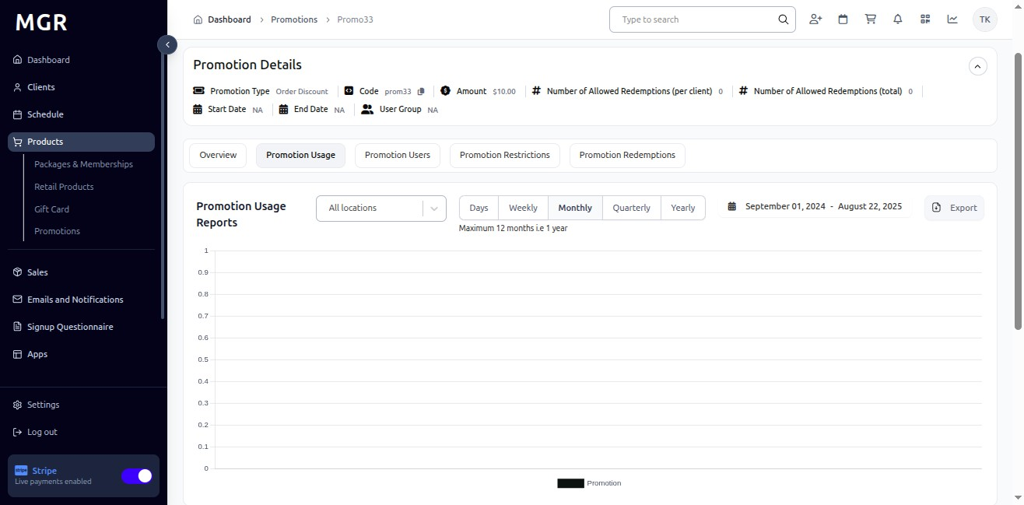 MGR
Dashboard
Clients
Schedule
Products
Packages & Memberships
Retail Products
Gift Card
Promotions
Sales
Emails and Notifications
Signup Questionnaire
Apps
Settings
Log out
stripe Stripe
Live payments enabled
Dashboard > Promotions > Promo33
Type to search
TK
Promotion Details
Promotion Type Order Discount Code prom33 Amount $10.00 # Number of Allowed Redemptions (per client) 0 # Number of Allowed Redemptions (total) 0
Start Date NA End Date NA User Group NA
Overview Promotion Usage Promotion Users Promotion Restrictions Promotion Redemptions
Promotion Usage
Reports
All locations
Days Weekly Monthly Quarterly Yearly
Maximum 12 months i.e 1 year
September 01, 2024 - August 22, 2025
Export
1
0.9
0.8
0.7
0.6
0.5
0.4
0.3
0.2
0.1
0
Promotion